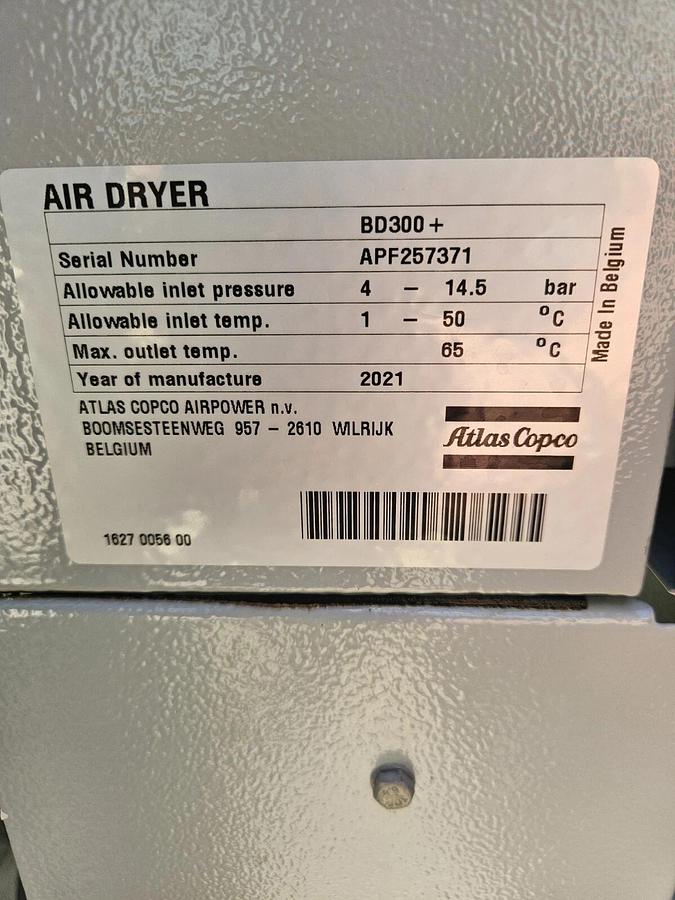 AIR DRYER
BD300+
Serial Number APF257371
Allowable inlet pressure 4 – 14.5 bar
Allowable inlet temp. 1 – 50 °C
Max. outlet temp. 65 °C
Year of manufacture 2021
Made In Belgium
ATLAS COPCO AIRPOWER n.v.
BOOMSESTEENWEG 957 – 2610 WILRIJK
BELGIUM
Atlas Copco
1627 0056 00